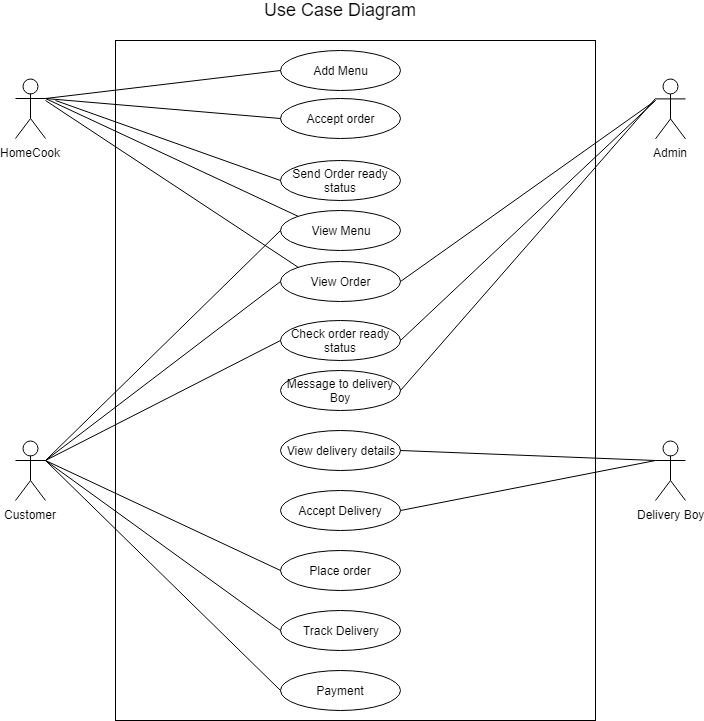 Use Case Diagram
Add Menu
Accept order
HomeCook
Admin
Send Order ready
status
View Menu
View Order
Check order ready
status
Message to delivery
Boy
View delivery details
Accept Delivery
Customer
Delivery Boy
Place order
Track Delivery
Payment